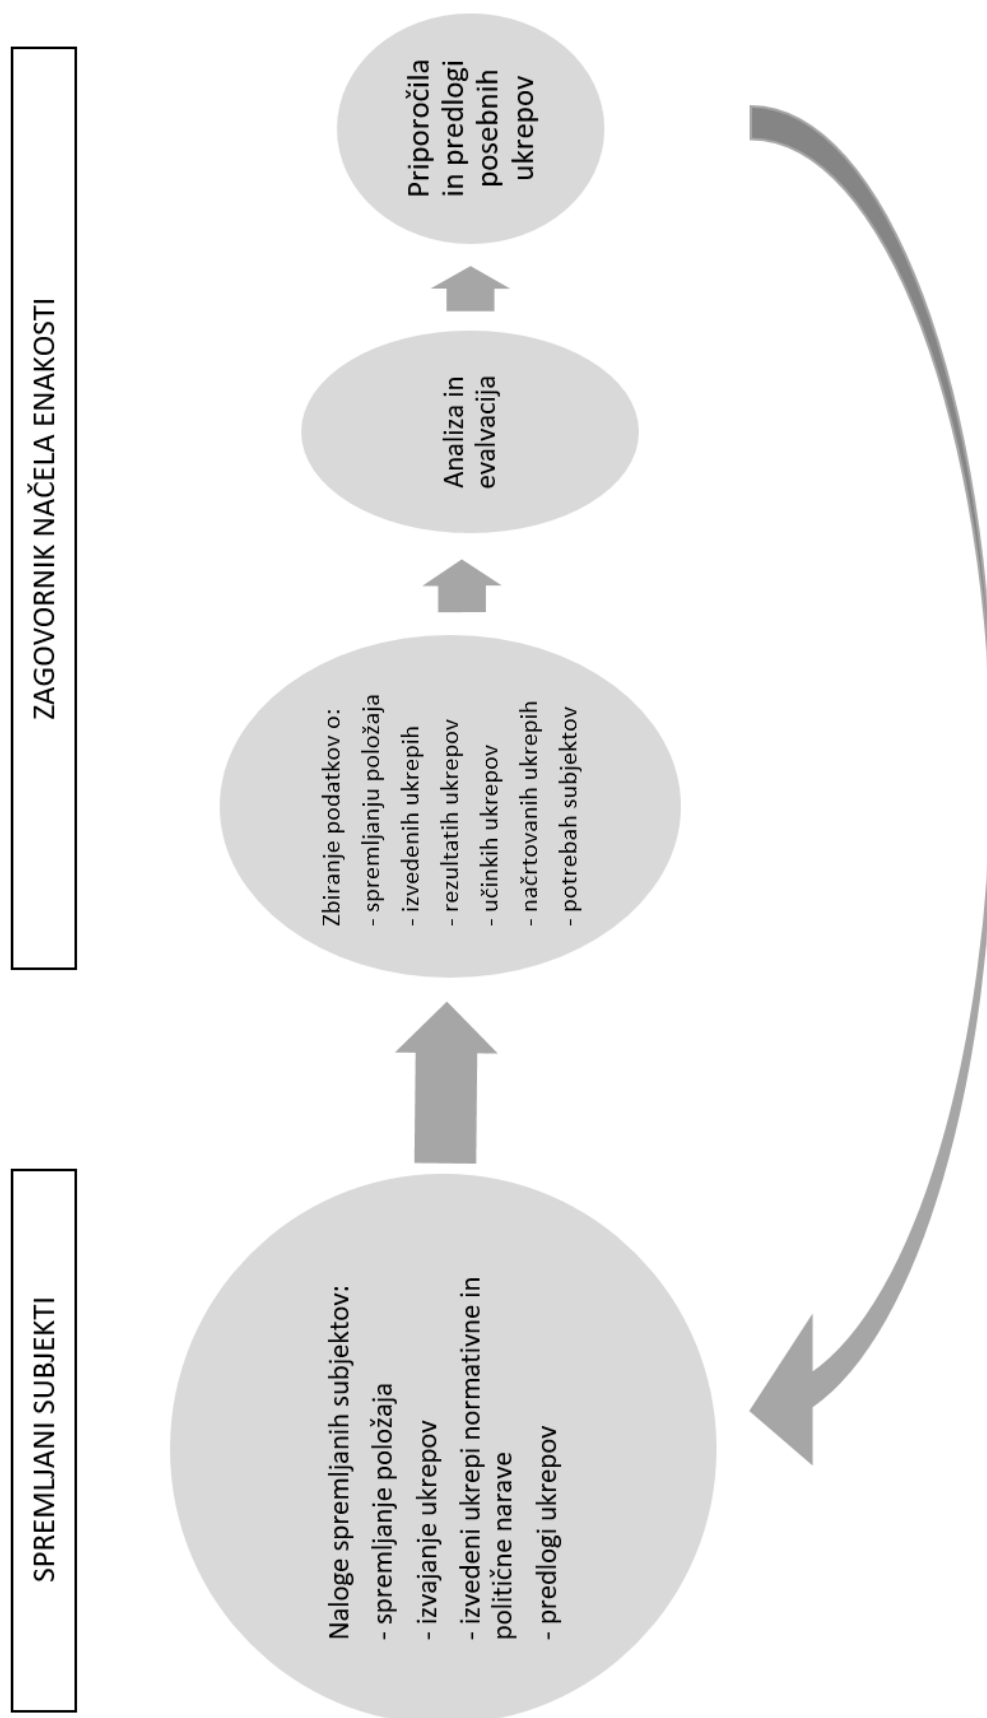 SPREMLJANI SUBJEKTI
ZAGOVORNIK NAČELA ENAKOSTI
Naloge spremljanih subjektov:
- spremljanje položaja
- izvajanje ukrepov
- izvedeni ukrepi normativne in
politične narave
- predlogi ukrepov
Zbiranje podatkov o:
- spremljanju položaja
- izvedenih ukrepih
- rezultatih ukrepov
- učinkih ukrepov
- načrtovanih ukrepih
- potrebah subjektov
Analiza in
evalvacija
Priporočila
in predlogi
posebnih
ukrepov